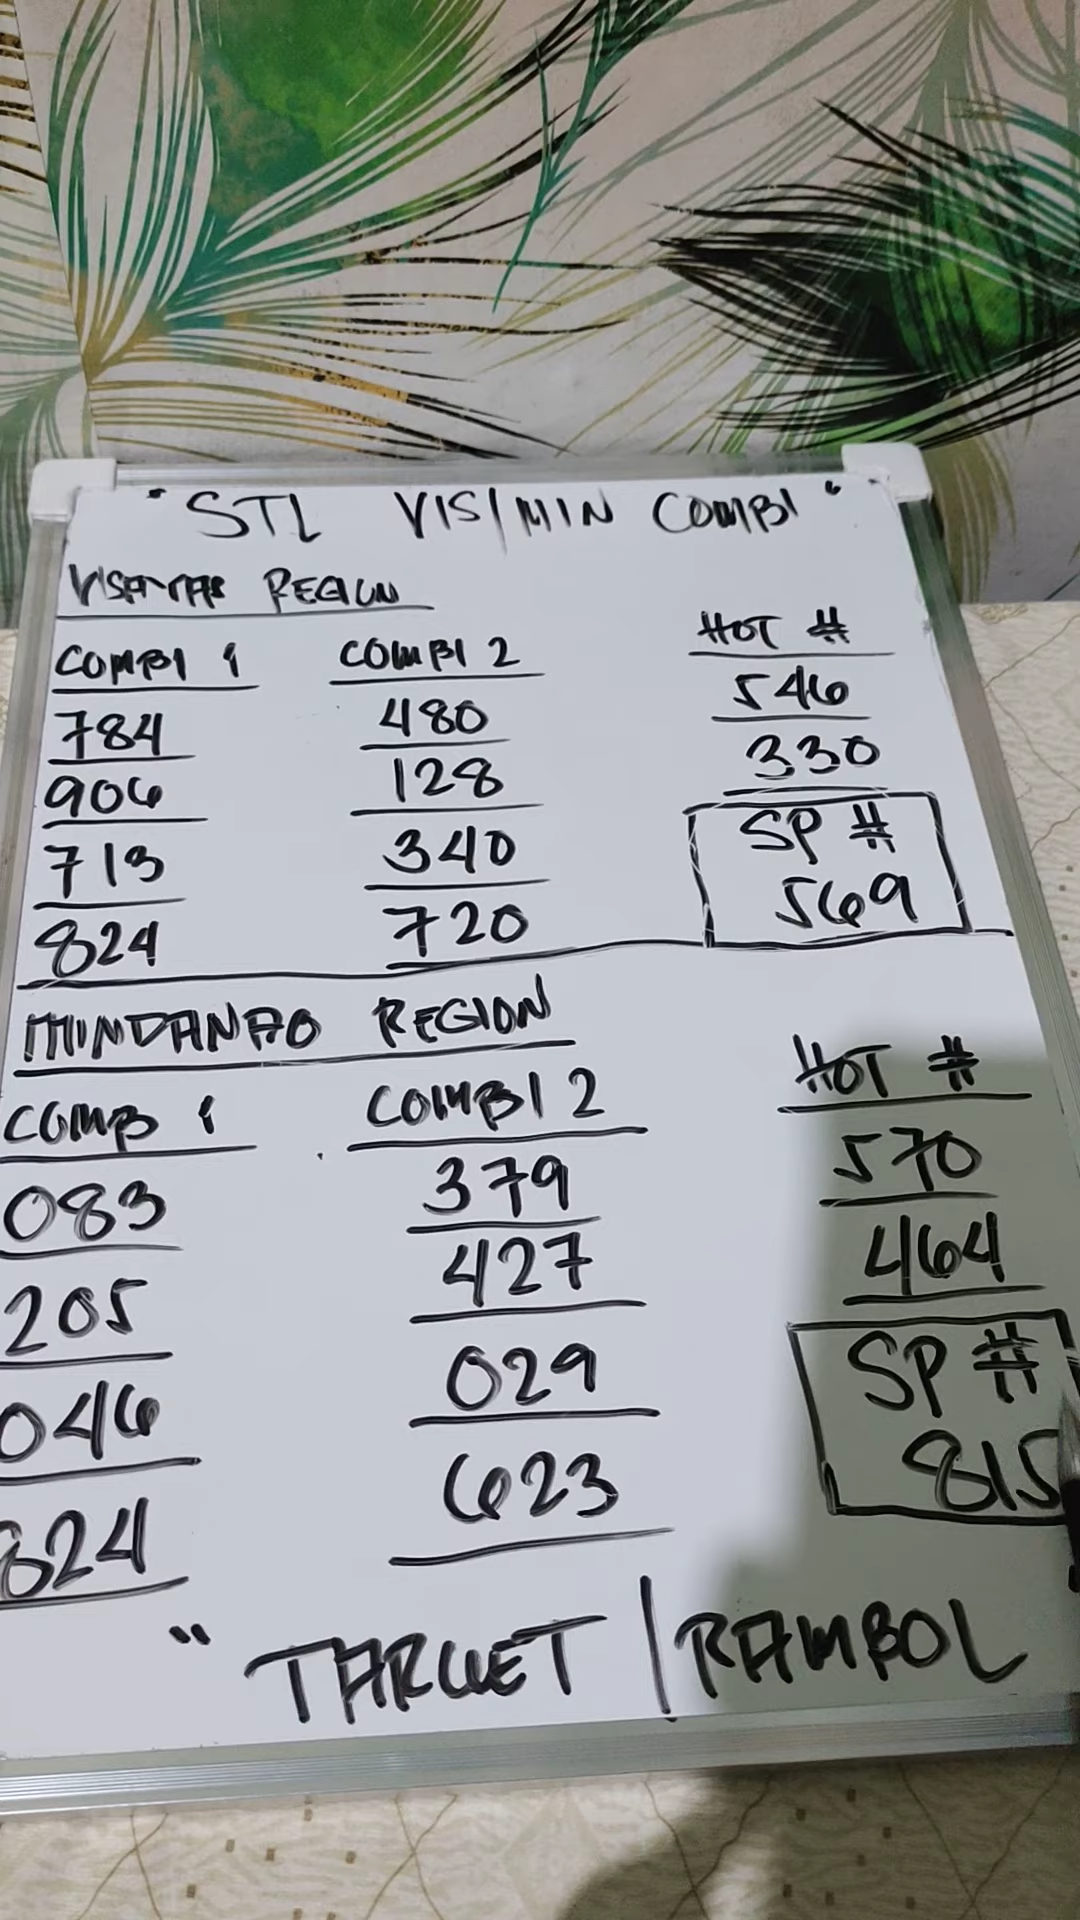 "STL VIS/MIN COMBI"
VISAYAS REGION
COMBI 1 COMBI 2 HOT #
784 480 546
906 128 330
713 340 SP #
824 720 569
MINDANAO REGION
COMB 1 COMBI 2 HOT #
083 379 570
205 427 464
046 029 SP #
824 623 815
" TARGET / RAMBOL